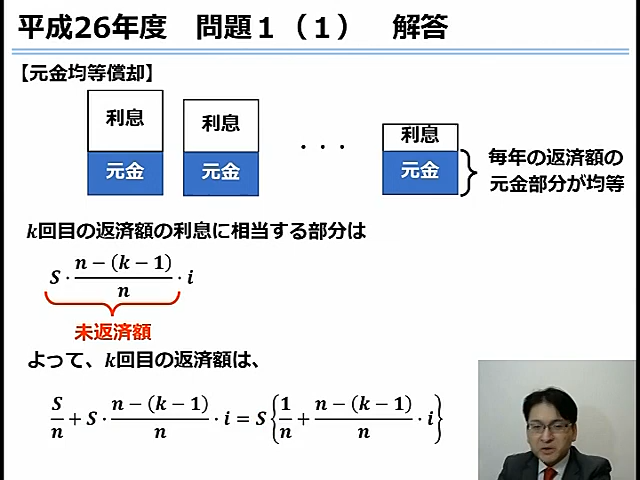 平成26年度 問題１（１） 解答
【元金均等償却】
利息 利息 ・・・ 利息
元金 元金 元金
毎年の返済額の
元金部分が均等
k回目の返済額の利息に相当する部分は
S・(n−(k−1))/n・i
未返済額
よって、k回目の返済額は、
S/n+S・(n−(k−1))/n・i=S{1/n+(n−(k−1))/n・i}